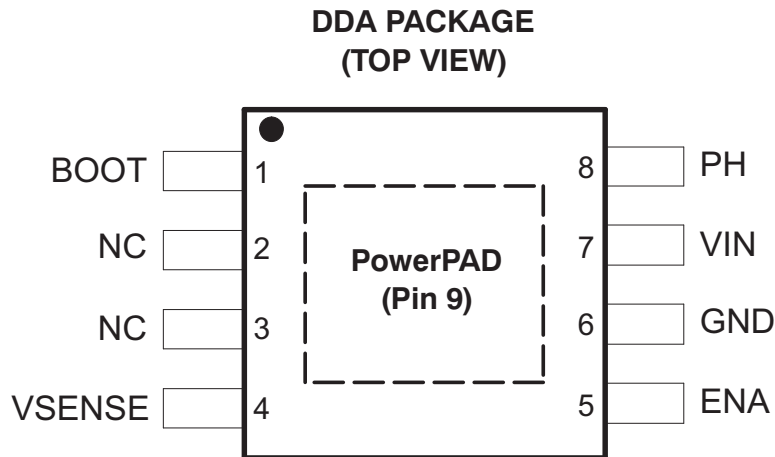 DDA PACKAGE
(TOP VIEW)
BOOT 1 8 PH
NC 2 7 VIN
PowerPAD
(Pin 9)
NC 3 6 GND
VSENSE 4 5 ENA